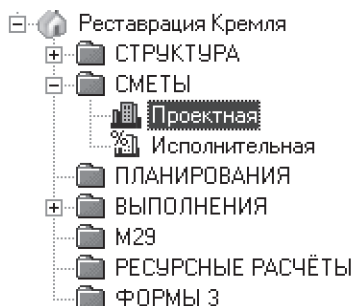 Реставрация Кремля
СТРУКТУРА
СМЕТЫ
Проектная
Исполнительная
ПЛАНИРОВАНИЯ
ВЫПОЛНЕНИЯ
М29
РЕСУРСНЫЕ РАСЧЁТЫ
ФОРМЫ 3